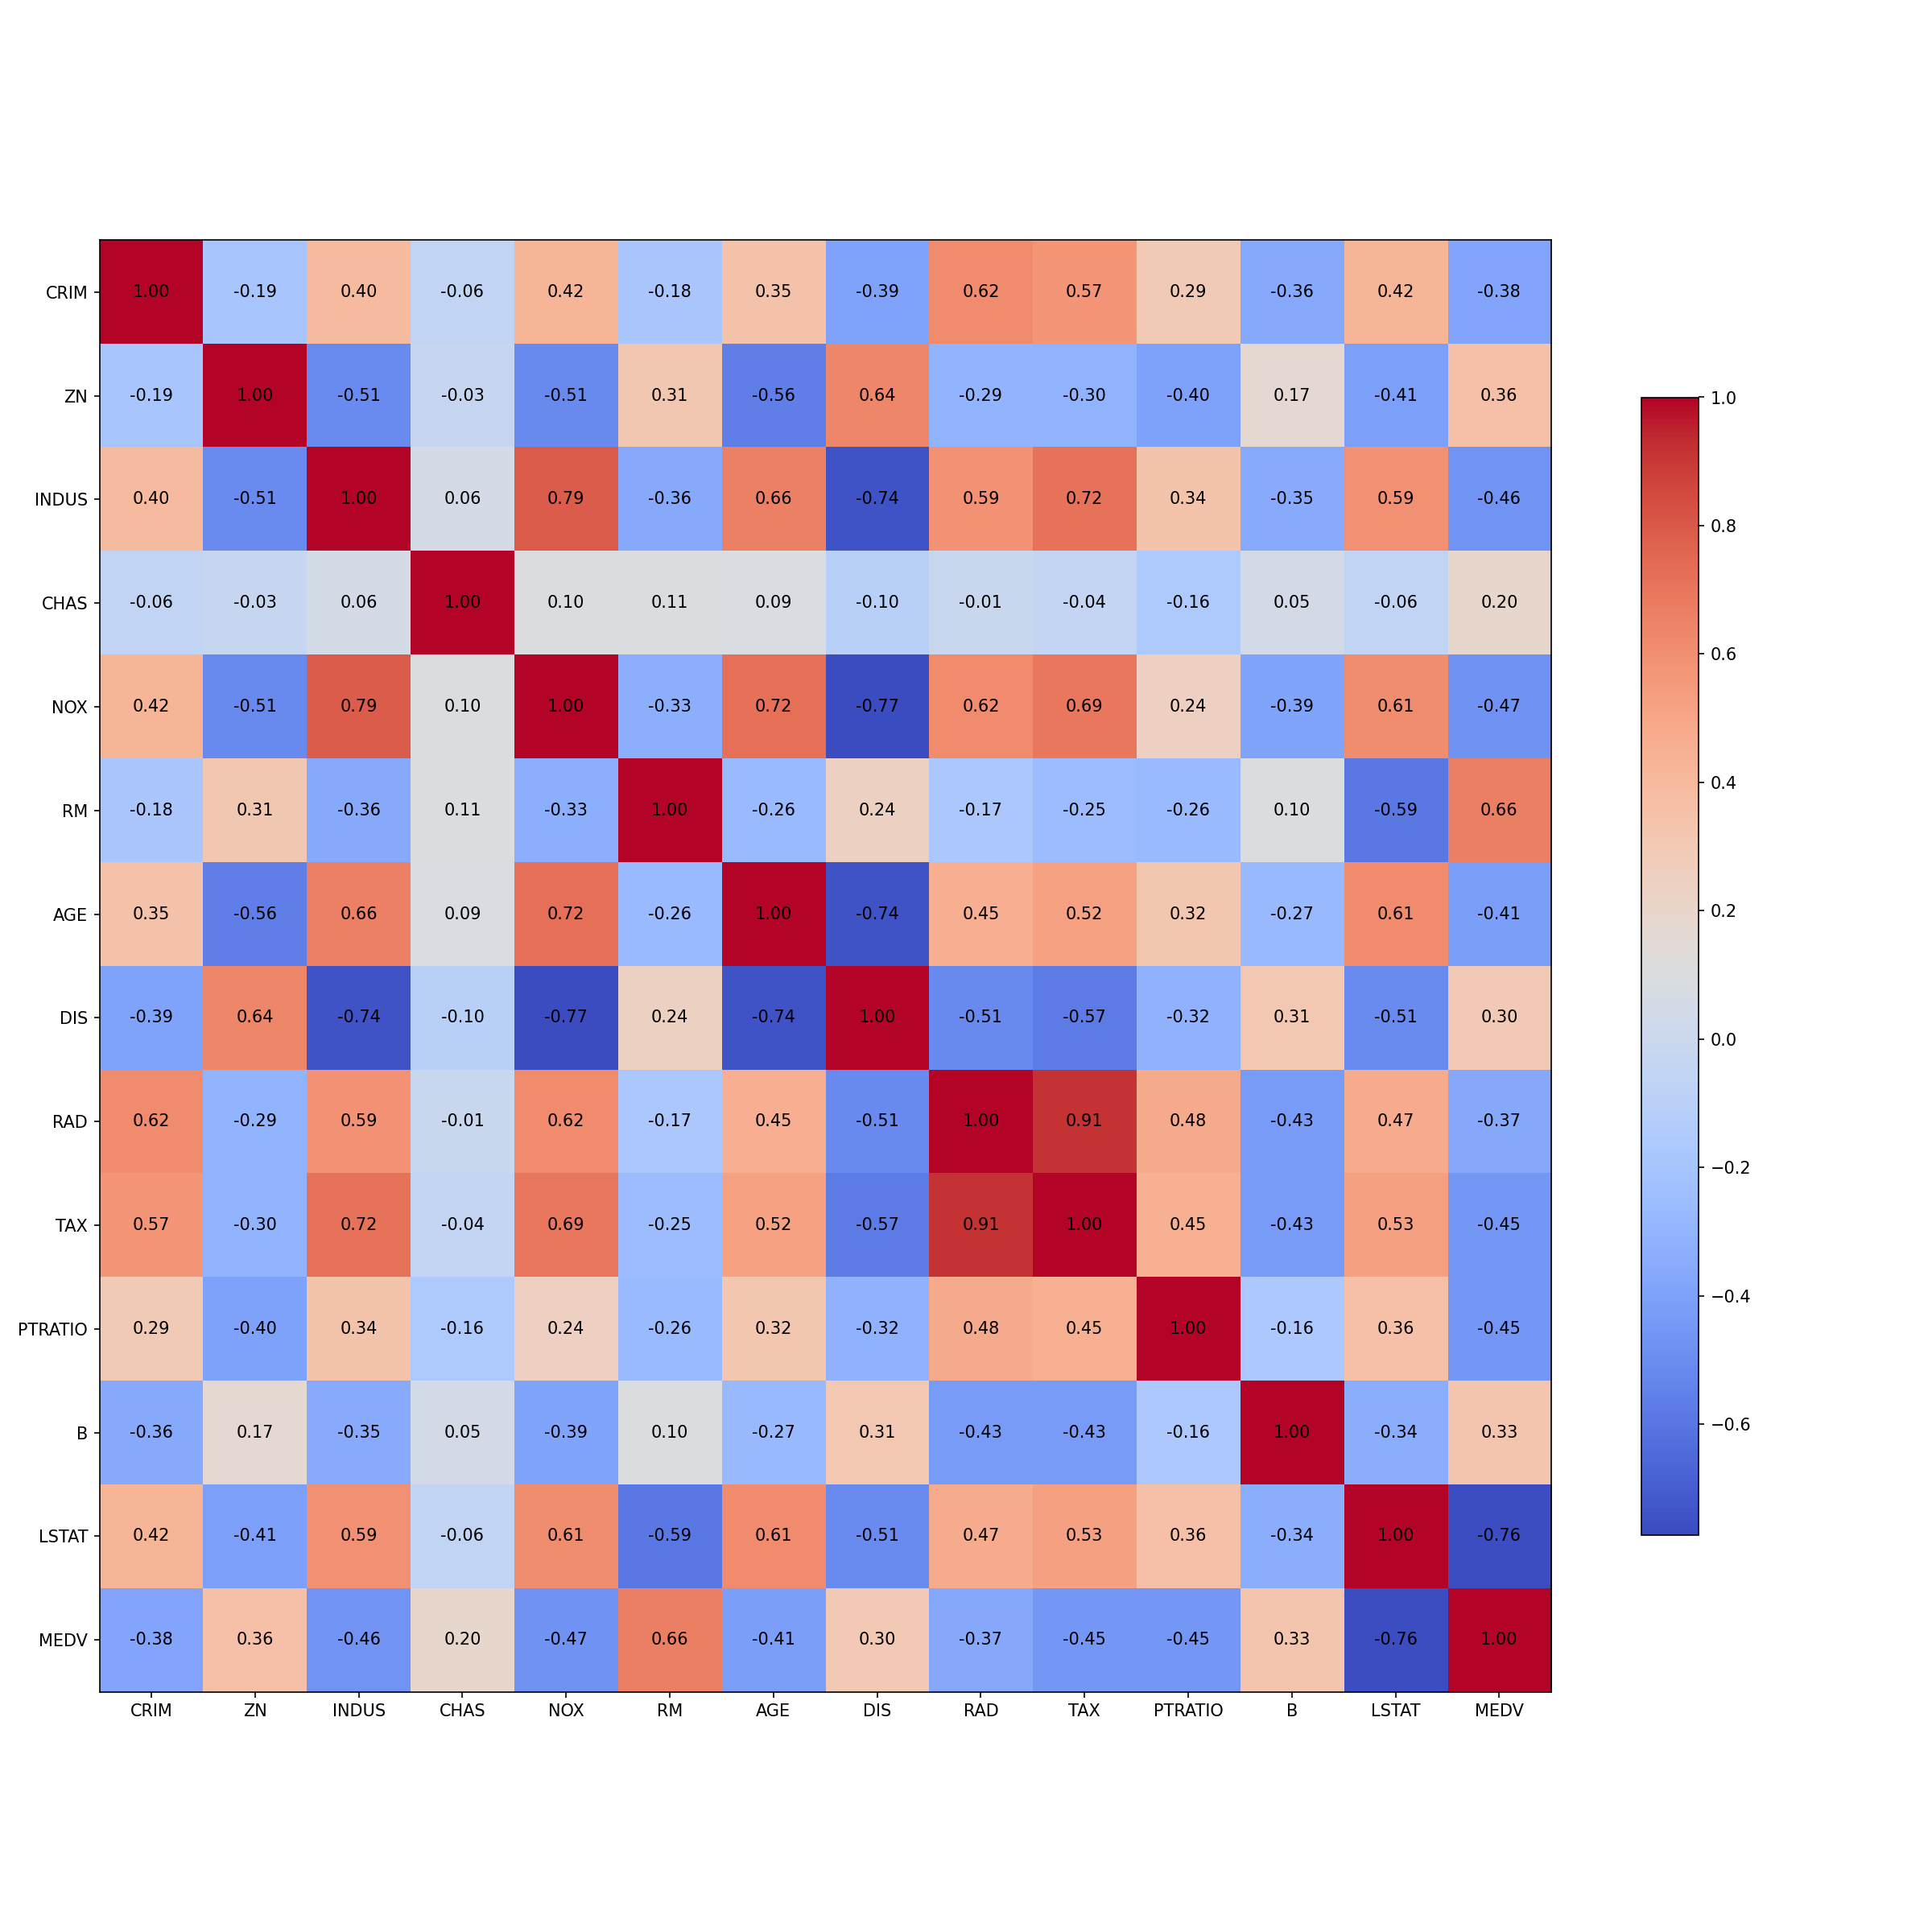 CRIM 1.00 -0.19 0.40 -0.06 0.42 -0.18 0.35 -0.39 0.62 0.57 0.29 -0.36 0.42 -0.38
ZN -0.19 1.00 -0.51 -0.03 -0.51 0.31 -0.56 0.64 -0.29 -0.30 -0.40 0.17 -0.41 0.36
INDUS 0.40 -0.51 1.00 0.06 0.79 -0.36 0.66 -0.74 0.59 0.72 0.34 -0.35 0.59 -0.46
CHAS -0.06 -0.03 0.06 1.00 0.10 0.11 0.09 -0.10 -0.01 -0.04 -0.16 0.05 -0.06 0.20
NOX 0.42 -0.51 0.79 0.10 1.00 -0.33 0.72 -0.77 0.62 0.69 0.24 -0.39 0.61 -0.47
RM -0.18 0.31 -0.36 0.11 -0.33 1.00 -0.26 0.24 -0.17 -0.25 -0.26 0.10 -0.59 0.66
AGE 0.35 -0.56 0.66 0.09 0.72 -0.26 1.00 -0.74 0.45 0.52 0.32 -0.27 0.61 -0.41
DIS -0.39 0.64 -0.74 -0.10 -0.77 0.24 -0.74 1.00 -0.51 -0.57 -0.32 0.31 -0.51 0.30
RAD 0.62 -0.29 0.59 -0.01 0.62 -0.17 0.45 -0.51 1.00 0.91 0.48 -0.43 0.47 -0.37
TAX 0.57 -0.30 0.72 -0.04 0.69 -0.25 0.52 -0.57 0.91 1.00 0.45 -0.43 0.53 -0.45
PTRATIO 0.29 -0.40 0.34 -0.16 0.24 -0.26 0.32 -0.32 0.48 0.45 1.00 -0.16 0.36 -0.45
B -0.36 0.17 -0.35 0.05 -0.39 0.10 -0.27 0.31 -0.43 -0.43 -0.16 1.00 -0.34 0.33
LSTAT 0.42 -0.41 0.59 -0.06 0.61 -0.59 0.61 -0.51 0.47 0.53 0.36 -0.34 1.00 -0.76
MEDV -0.38 0.36 -0.46 0.20 -0.47 0.66 -0.41 0.30 -0.37 -0.45 -0.45 0.33 -0.76 1.00
CRIM ZN INDUS CHAS NOX RM AGE DIS RAD TAX PTRATIO B LSTAT MEDV
1.0
0.8
0.6
0.4
0.2
0.0
−0.2
−0.4
−0.6